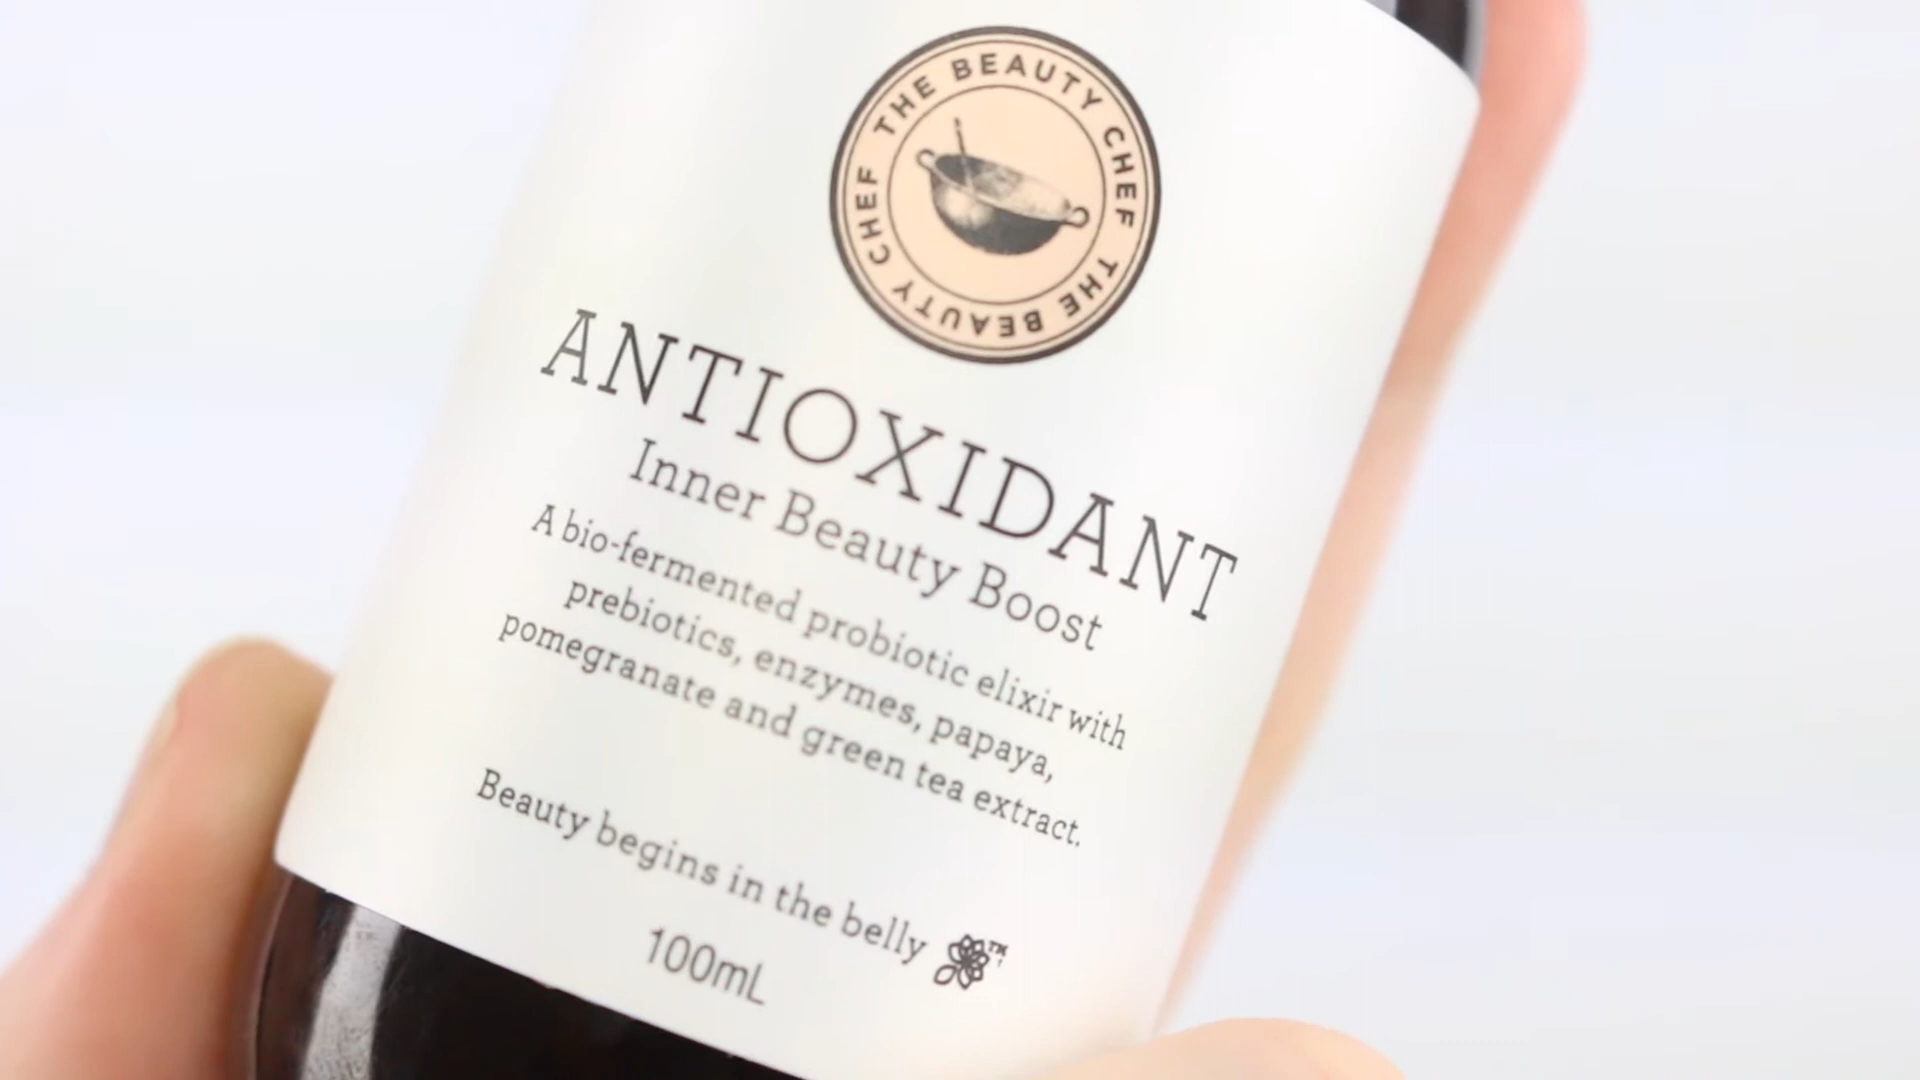 THE BEAUTY CHEF THE BEAUTY CHEF
ANTIOXIDANT
Inner Beauty Boost
A bio-fermented probiotic elixir with
prebiotics, enzymes, papaya,
pomegranate and green tea extract.
Beauty begins in the belly ™
100mL